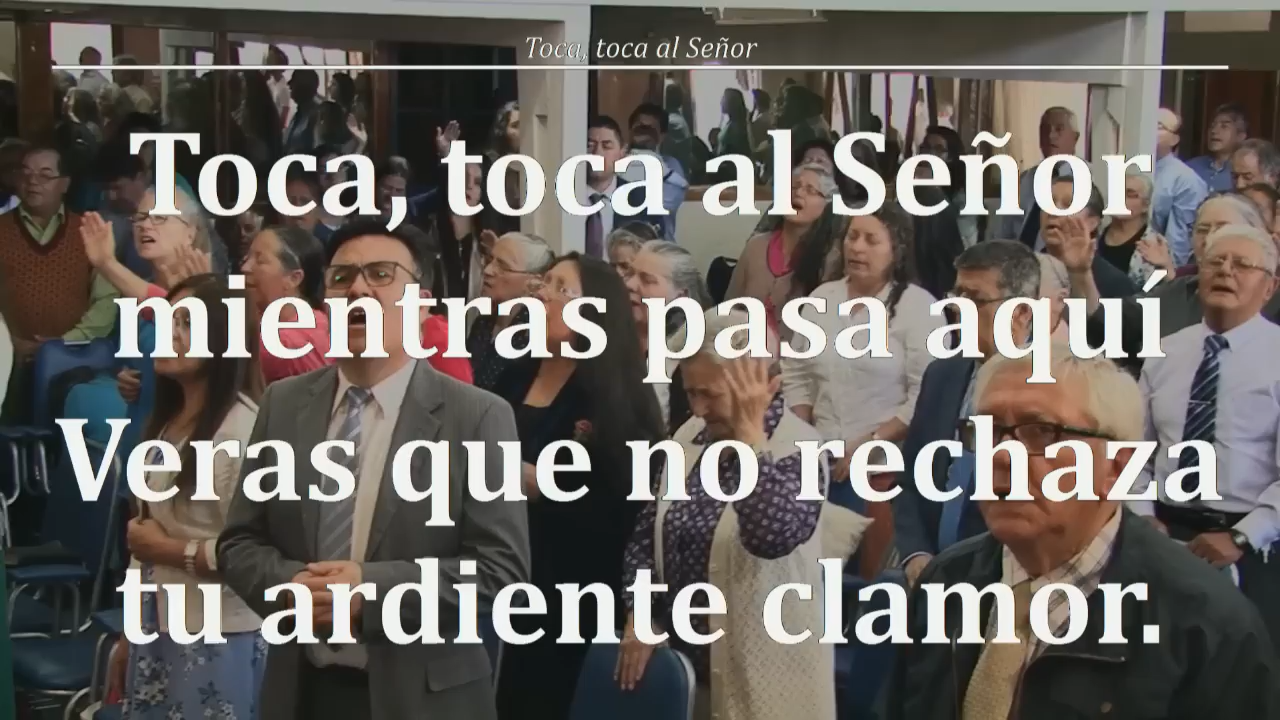 Toca, toca al Señor
Toca, toca al Señor
mientras pasa aquí
Veras que no rechaza
tu ardiente clamor.